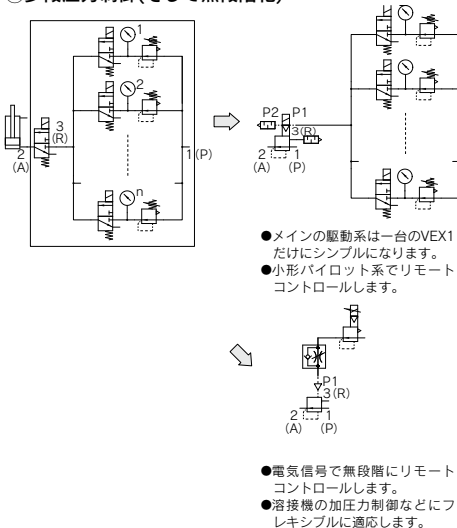 ①多段圧力制御(そして無段階化)
1
2
3
(R)
2
(A)
1(P)
n
P2
P1
3(R)
2
(A)
1
(P)
●メインの駆動系は一台のVEX1
だけにシンプルになります。
●小形パイロット系でリモート
コントロールします。
P1
3(R)
2
(A)
1
(P)
●電気信号で無段階にリモート
コントロールします。
●溶接機の加圧力制御などにフ
レキシブルに適応します。